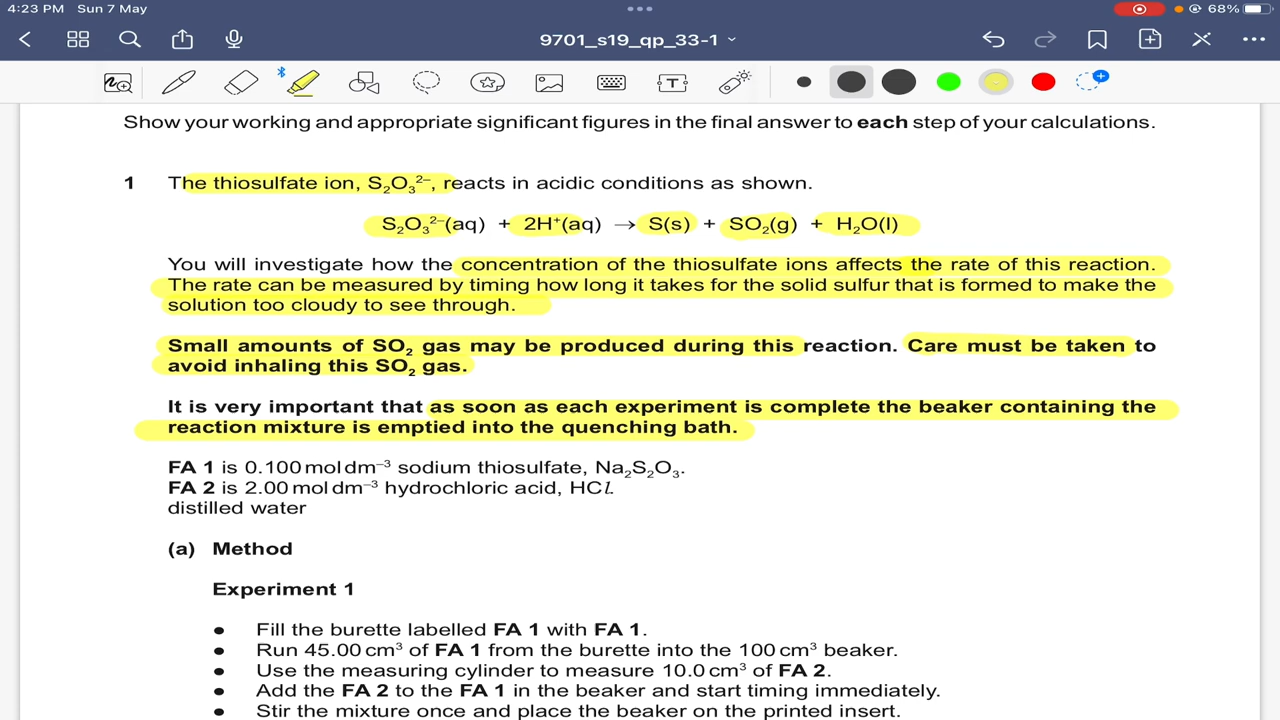 4:23 PM Sun 7 May
68%
9701_s19_qp_33-1
T
Show your working and appropriate significant figures in the final answer to each step of your calculations.
1 The thiosulfate ion, S₂O₃²⁻, reacts in acidic conditions as shown.
S₂O₃²⁻(aq) + 2H⁺(aq) → S(s) + SO₂(g) + H₂O(l)
You will investigate how the concentration of the thiosulfate ions affects the rate of this reaction.
The rate can be measured by timing how long it takes for the solid sulfur that is formed to make the
solution too cloudy to see through.
Small amounts of SO₂ gas may be produced during this reaction. Care must be taken to
avoid inhaling this SO₂ gas.
It is very important that as soon as each experiment is complete the beaker containing the
reaction mixture is emptied into the quenching bath.
FA 1 is 0.100 mol dm⁻³ sodium thiosulfate, Na₂S₂O₃.
FA 2 is 2.00 mol dm⁻³ hydrochloric acid, HCl.
distilled water
(a) Method
Experiment 1
● Fill the burette labelled FA 1 with FA 1.
● Run 45.00 cm³ of FA 1 from the burette into the 100 cm³ beaker.
● Use the measuring cylinder to measure 10.0 cm³ of FA 2.
● Add the FA 2 to the FA 1 in the beaker and start timing immediately.
● Stir the mixture once and place the beaker on the printed insert.